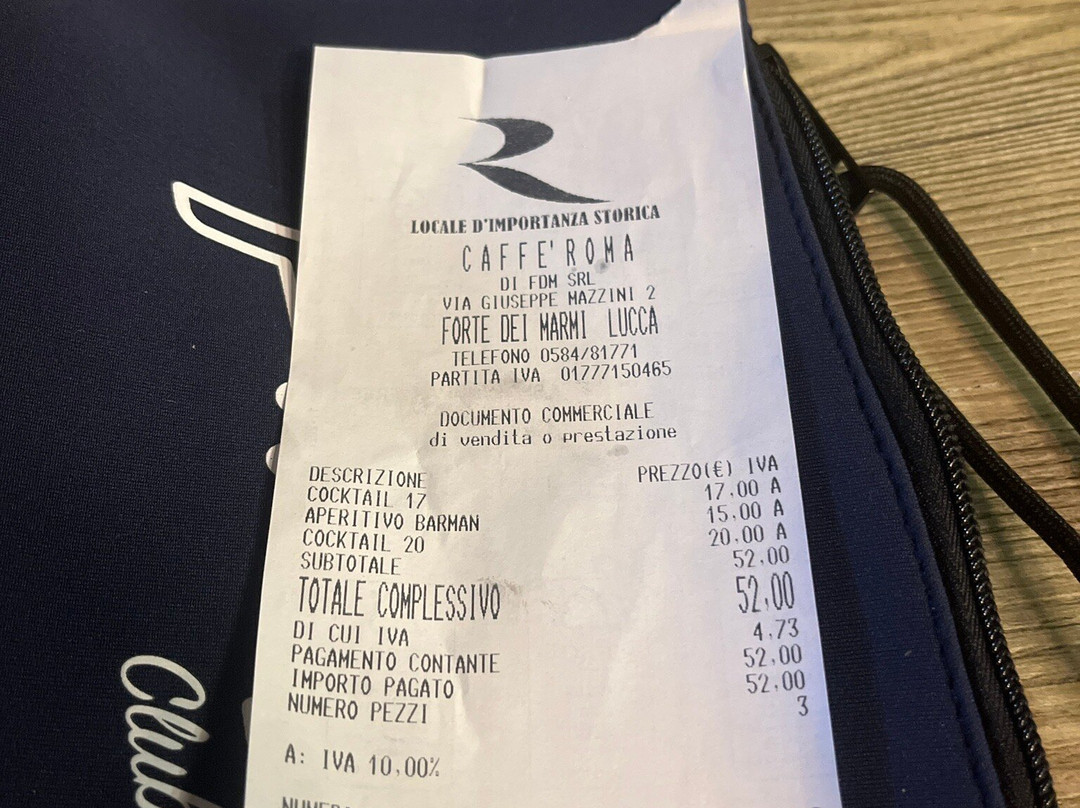 R
LOCALE D'IMPORTANZA STORICA
CAFFE' ROMA
DI FDM SRL
VIA GIUSEPPE MAZZINI 2
FORTE DEI MARMI LUCCA
TELEFONO 0584/81771
PARTITA IVA 01777150465
DOCUMENTO COMMERCIALE
di vendita o prestazione
DESCRIZIONE PREZZO(€) IVA
COCKTAIL 17 17,00 A
APERITIVO BARMAN 15,00 A
COCKTAIL 20 20,00 A
SUBTOTALE 52,00
TOTALE COMPLESSIVO 52,00
DI CUI IVA 4,73
PAGAMENTO CONTANTE 52,00
IMPORTO PAGATO 52,00
NUMERO PEZZI 3
A: IVA 10,00%
Club